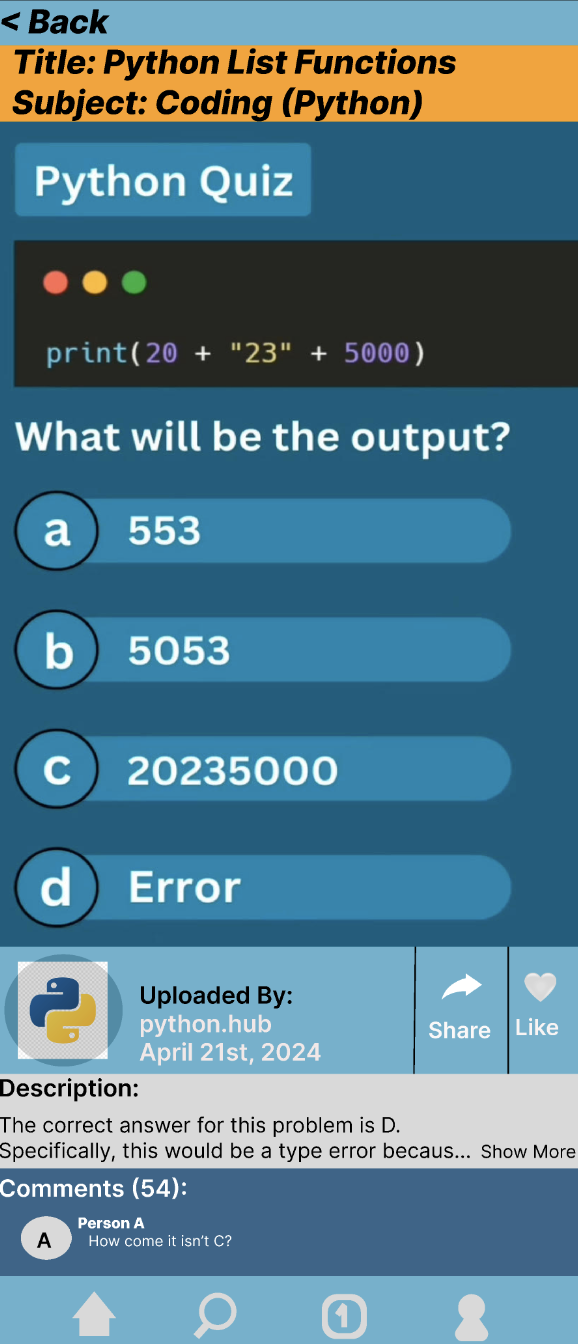 < Back
Title: Python List Functions
Subject: Coding (Python)
Python Quiz
print(20 + "23" + 5000)
What will be the output?
a 553
b 5053
c 20235000
d Error
Uploaded By:
python.hub
April 21st, 2024
Share
Like
Description:
The correct answer for this problem is D.
Specifically, this would be a type error becaus... Show More
Comments (54):
A
Person A
How come it isn't C?
1